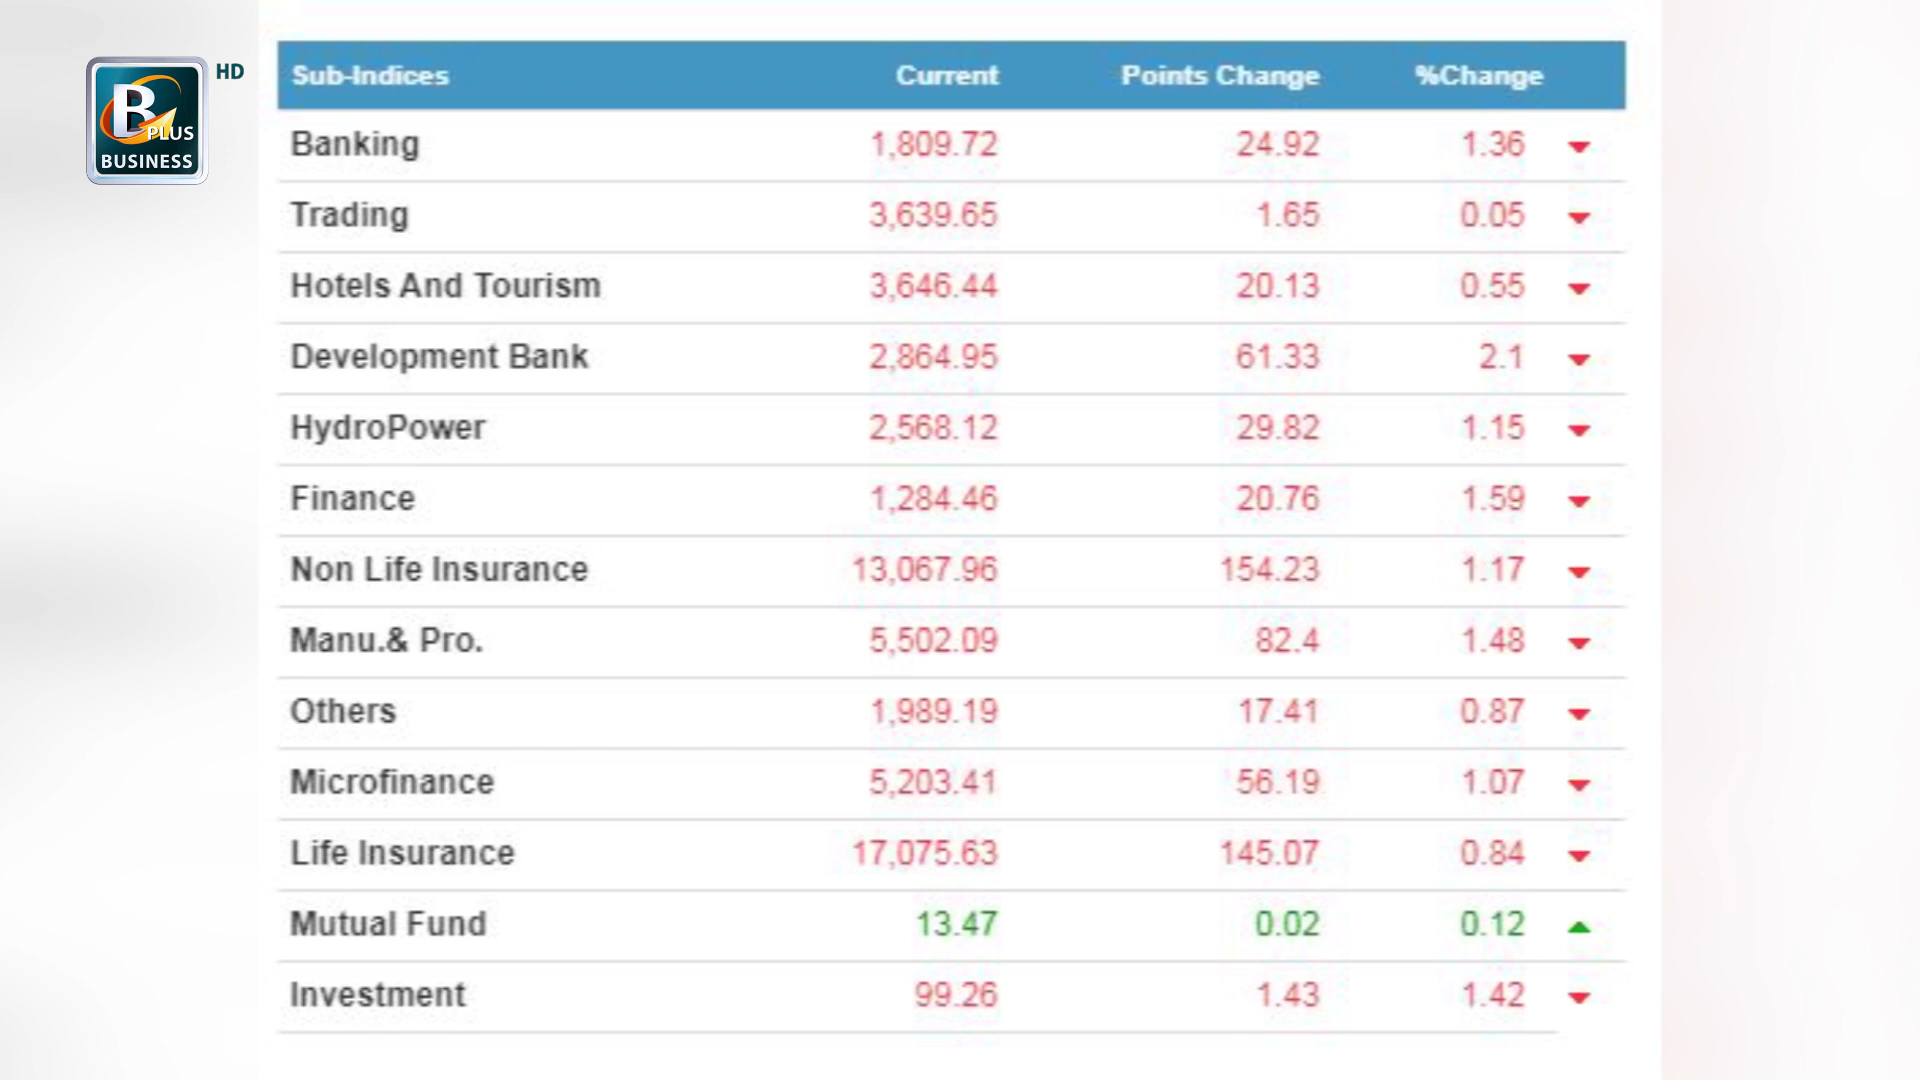 B
PLUS
BUSINESS
HD
Sub-Indices Current Points Change %Change
Banking 1,809.72 24.92 1.36
Trading 3,639.65 1.65 0.05
Hotels And Tourism 3,646.44 20.13 0.55
Development Bank 2,864.95 61.33 2.1
HydroPower 2,568.12 29.82 1.15
Finance 1,284.46 20.76 1.59
Non Life Insurance 13,067.96 154.23 1.17
Manu.& Pro. 5,502.09 82.4 1.48
Others 1,989.19 17.41 0.87
Microfinance 5,203.41 56.19 1.07
Life Insurance 17,075.63 145.07 0.84
Mutual Fund 13.47 0.02 0.12
Investment 99.26 1.43 1.42